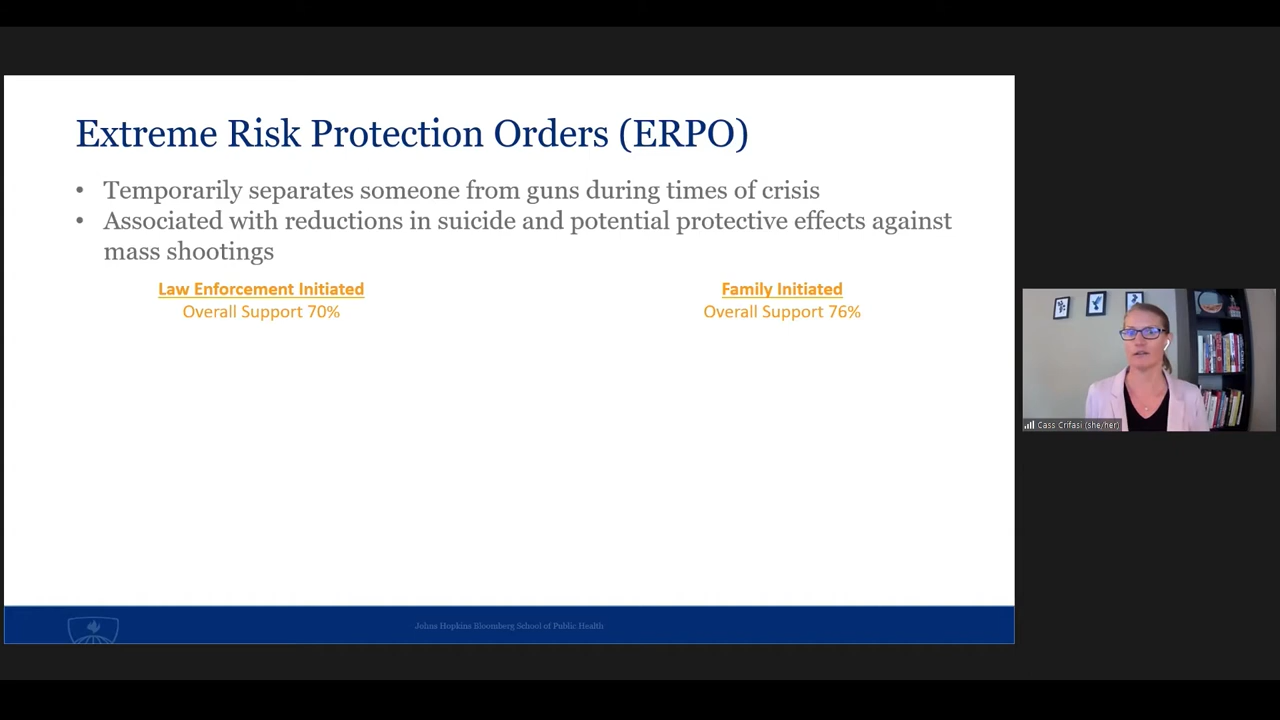 Extreme Risk Protection Orders (ERPO)
• Temporarily separates someone from guns during times of crisis
• Associated with reductions in suicide and potential protective effects against
mass shootings
Law Enforcement Initiated
Overall Support 70%
Family Initiated
Overall Support 76%
Cass Crifasi (she/her)
Johns Hopkins Bloomberg School of Public Health